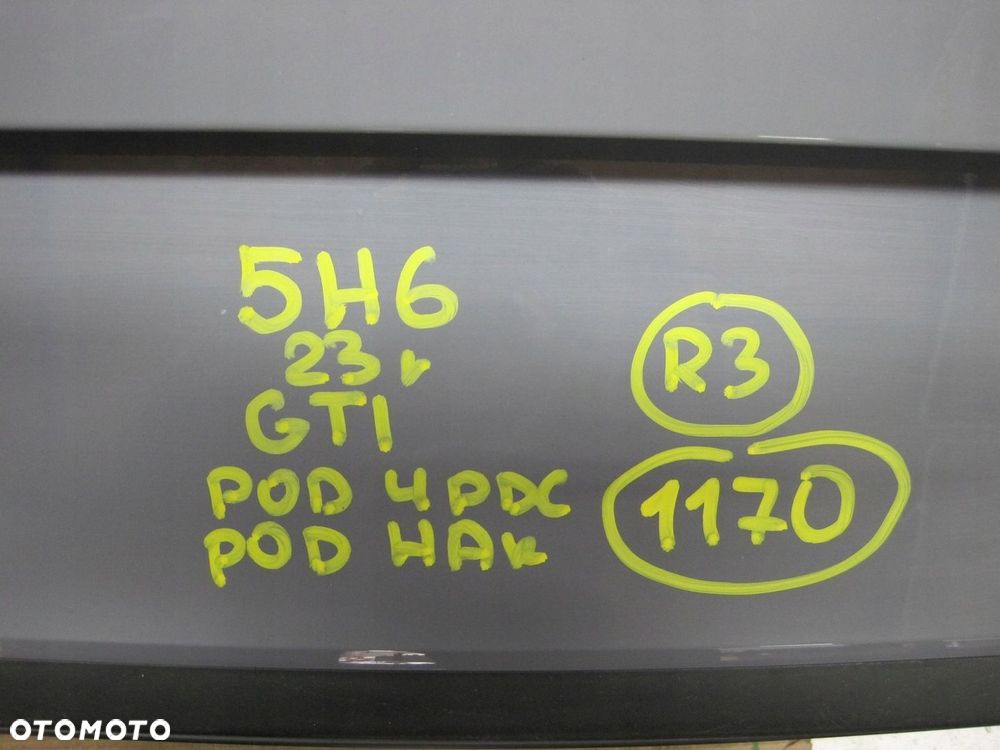 5H6
23r
GTI
POD 4PDC
POD HAK
R3
1170
OTOMOTO